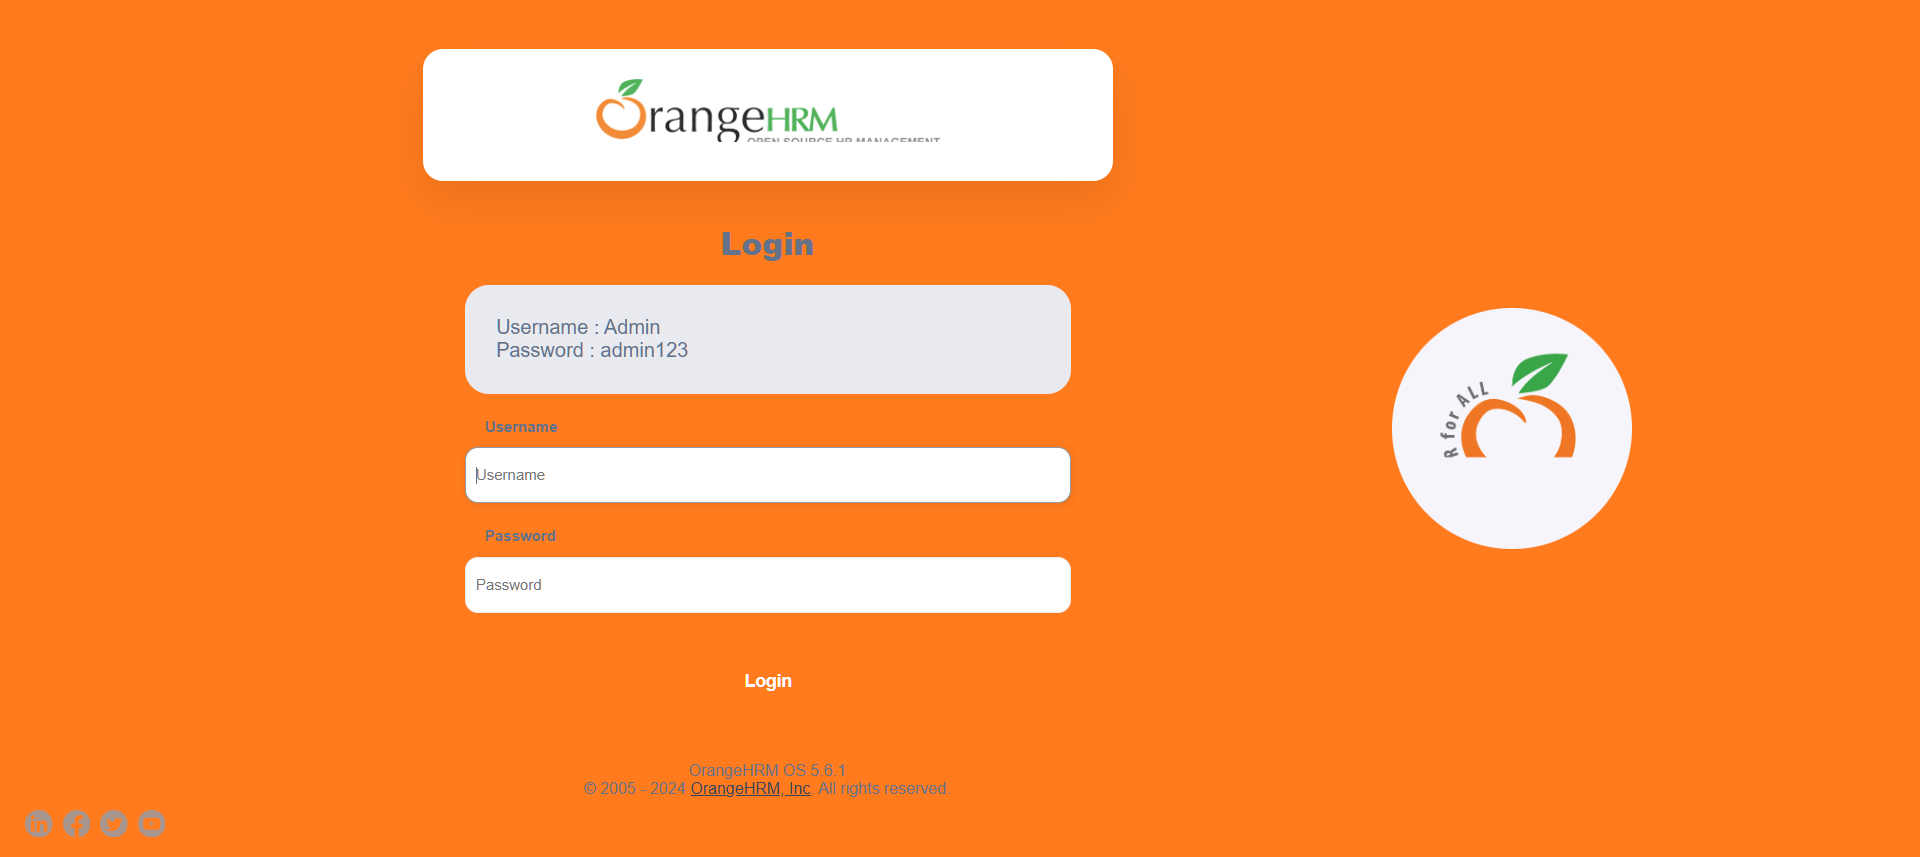 OrangeHRM
OPEN SOURCE HR MANAGEMENT
Login
Username : Admin
Password : admin123
Username
Username
Password
Password
Login
R for ALL
OrangeHRM OS 5.6.1
© 2005 - 2024 OrangeHRM, Inc. All rights reserved.